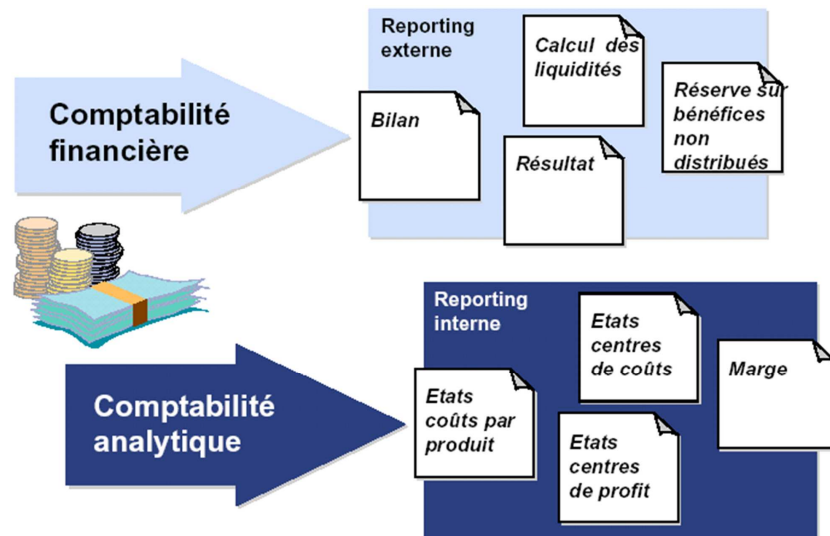 Comptabilité
financière
Reporting
externe
Bilan
Calcul des
liquidités
Résultat
Réserve sur
bénéfices
non
distribués
Comptabilité
analytique
Reporting
interne
Etats
coûts par
produit
Etats
centres
de coûts
Etats
centres
de profit
Marge